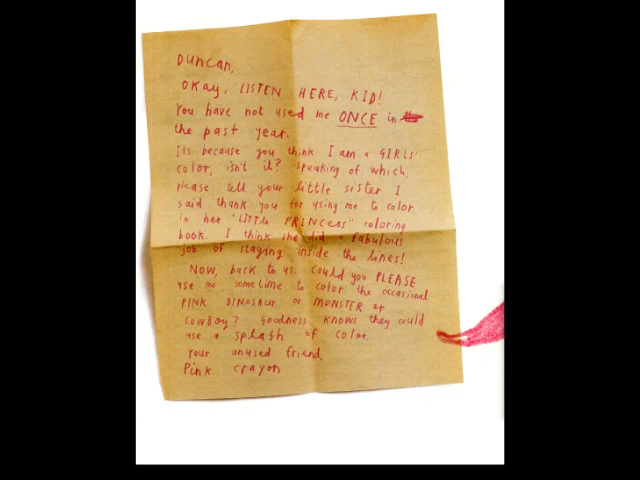 Duncan,
Okay, LISTEN HERE, KID!
You have not used me ONCE in
the past year.
Its because you think I am a GIRLS'
color, isn't it? Speaking of which,
please tell your little sister I
said thank you for using me to color
in her "LITTLE PRINCESS" coloring
book. I think she did a fabulous
job of staying inside the lines!
Now, back to us. Could you PLEASE
use me sometime to color the occasional
PINK DINOSAUR or MONSTER or
COWBOY? Goodness knows they could
use a splash of color.
Your unused friend,
Pink crayon